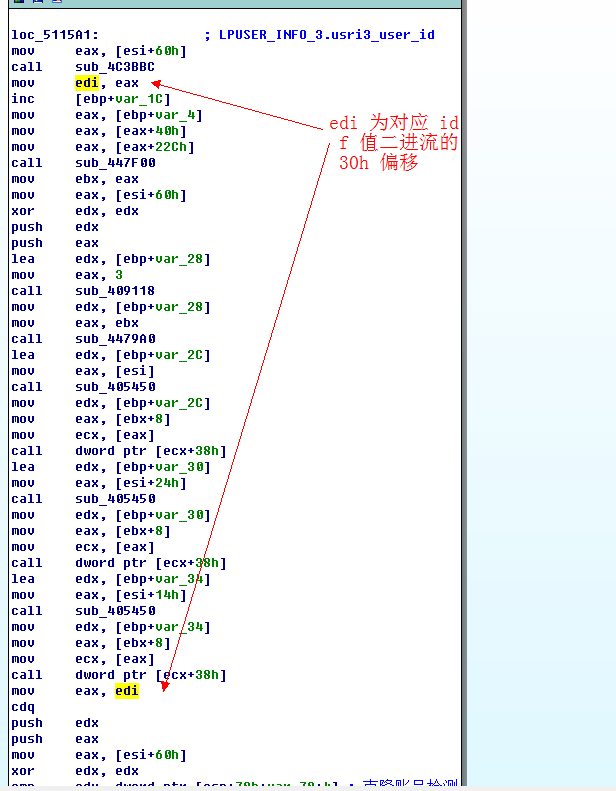 loc_5115A1: ; LPUSER_INFO_3.usri3_user_id
mov eax, [esi+60h]
call sub_4C3BBC
mov edi, eax
inc [ebp+var_1C]
mov eax, [ebp+var_4]
mov eax, [eax+40h]
mov eax, [eax+22Ch]
call sub_447F00
mov ebx, eax
mov eax, [esi+60h]
xor edx, edx
push edx
push eax
lea edx, [ebp+var_28]
mov eax, 3
call sub_409118
mov edx, [ebp+var_28]
mov eax, ebx
call sub_4479A0
lea edx, [ebp+var_2C]
mov eax, [esi]
call sub_405450
mov edx, [ebp+var_2C]
mov eax, [ebx+8]
mov ecx, [eax]
call dword ptr [ecx+38h]
lea edx, [ebp+var_30]
mov eax, [esi+24h]
call sub_405450
mov edx, [ebp+var_30]
mov eax, [ebx+8]
mov ecx, [eax]
call dword ptr [ecx+38h]
lea edx, [ebp+var_34]
mov eax, [esi+14h]
call sub_405450
mov edx, [ebp+var_34]
mov eax, [ebx+8]
mov ecx, [eax]
call dword ptr [ecx+38h]
mov eax, edi
cdq
push edx
push eax
mov eax, [esi+60h]
xor edx, edx
edi 为对应 id
f 值二进流的
30h 偏移